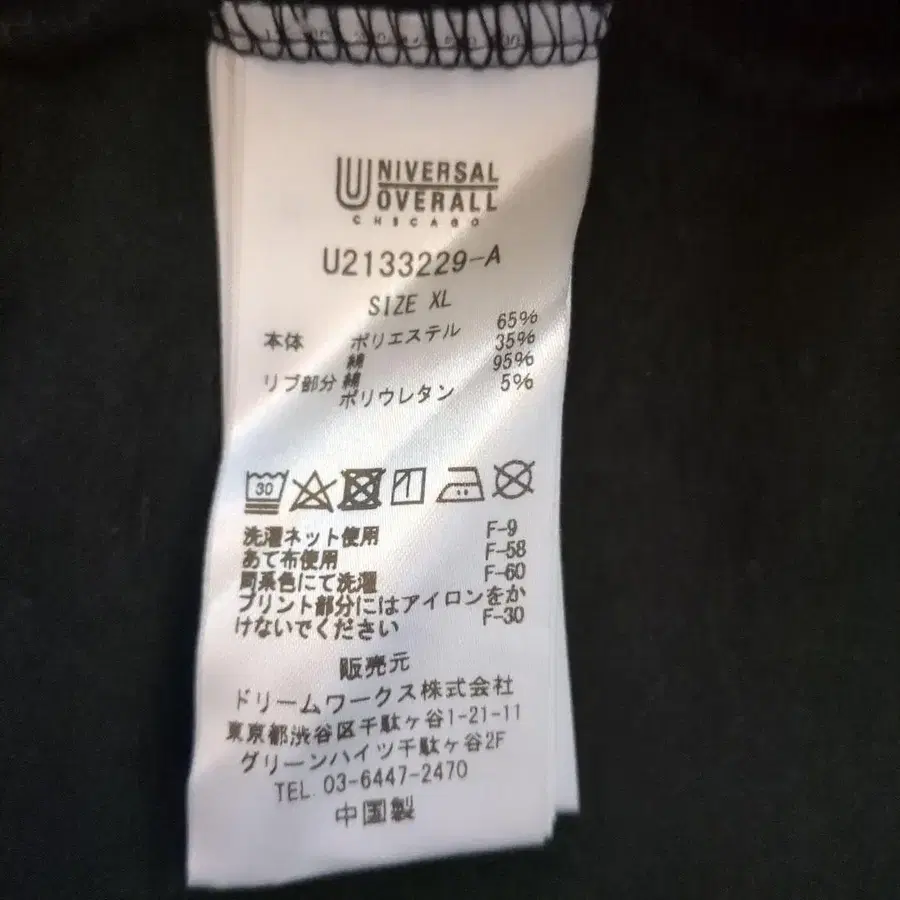 UNIVERSAL
OVERALL
CHICAGO
U2133229-A
SIZE XL
本体 ポリエステル 65%
綿 35%
リブ部分 綿 95%
ポリウレタン 5%
30
洗濯ネット使用 F-9
あて布使用 F-58
同系色にて洗濯 F-60
プリント部分にはアイロンをか
けないでください F-30
販売元
ドリームワークス株式会社
東京都渋谷区千駄ヶ谷1-21-11
グリーンハイツ千駄ヶ谷2F
TEL 03-6447-2470
中国製